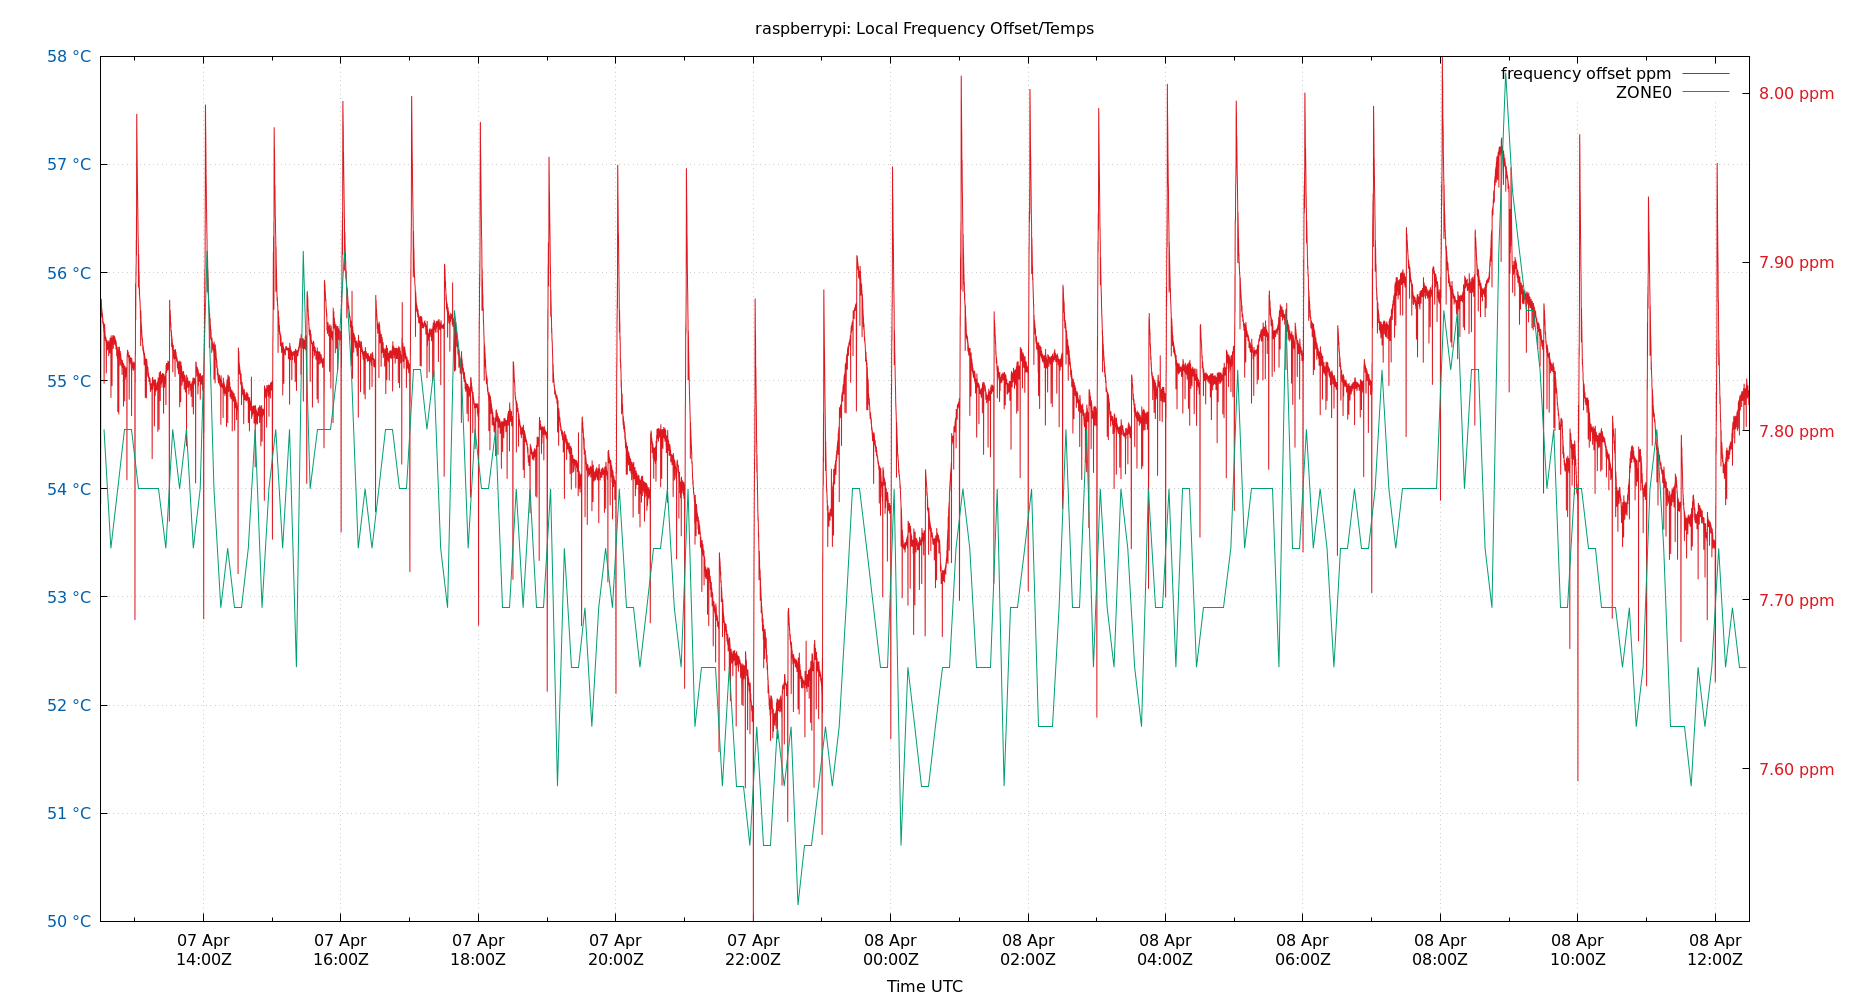 raspberrypi: Local Frequency Offset/Temps
frequency offset ppm
ZONE0
58 °C
57 °C
56 °C
55 °C
54 °C
53 °C
52 °C
51 °C
50 °C
8.00 ppm
7.90 ppm
7.80 ppm
7.70 ppm
7.60 ppm
07 Apr
14:00Z
07 Apr
16:00Z
07 Apr
18:00Z
07 Apr
20:00Z
07 Apr
22:00Z
08 Apr
00:00Z
08 Apr
02:00Z
08 Apr
04:00Z
08 Apr
06:00Z
08 Apr
08:00Z
08 Apr
10:00Z
08 Apr
12:00Z
Time UTC